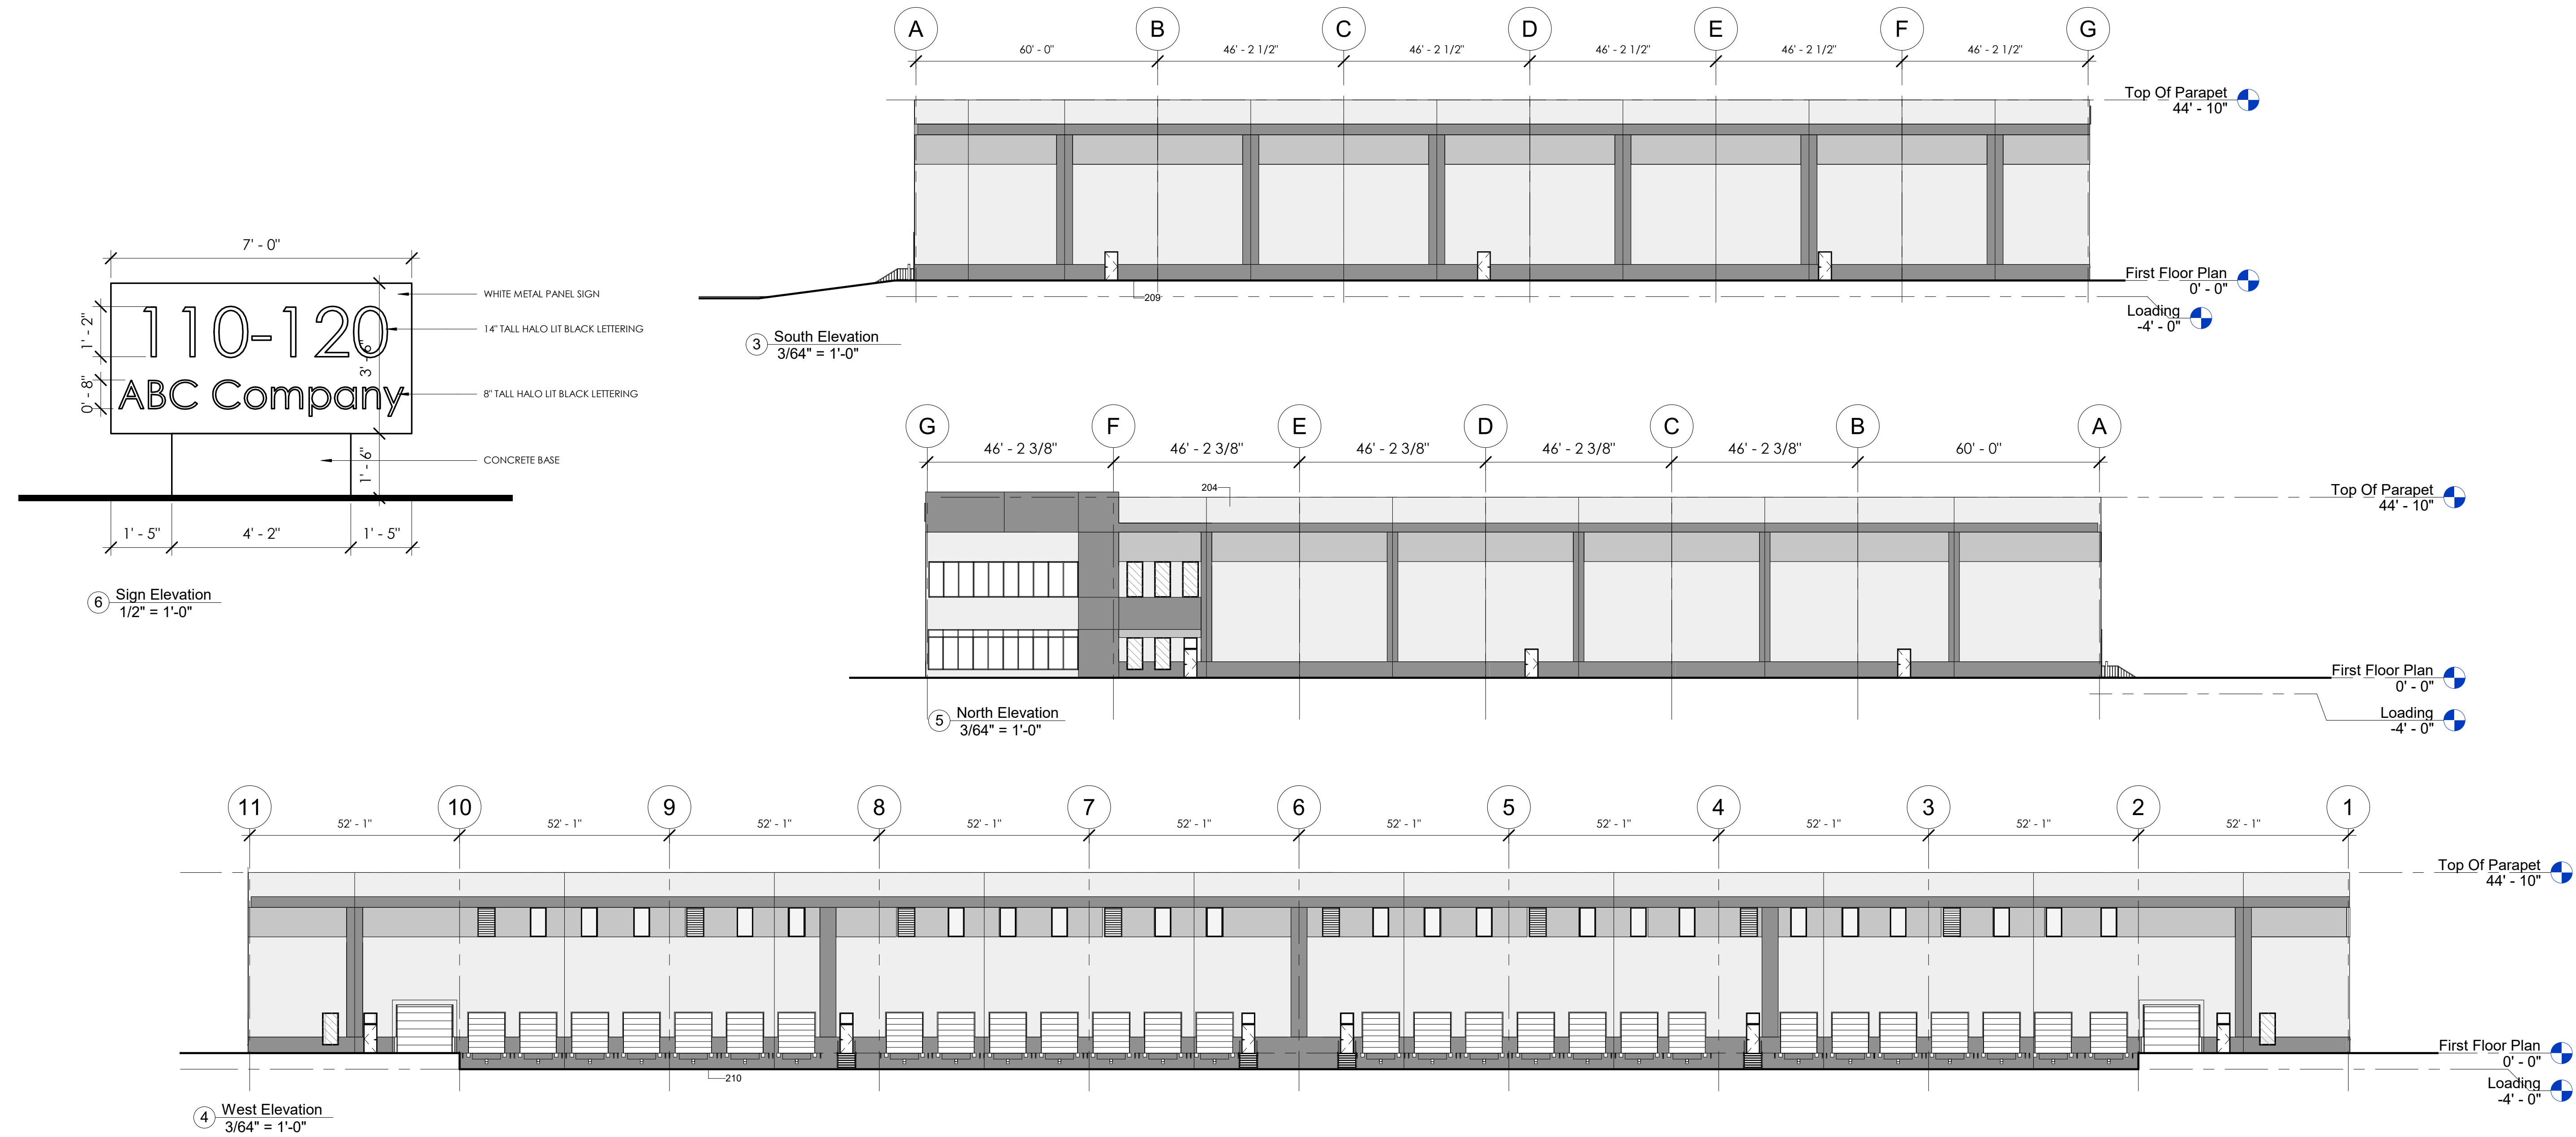 A B C D E F G
60' - 0" 46' - 2 1/2" 46' - 2 1/2" 46' - 2 1/2" 46' - 2 1/2" 46' - 2 1/2"
Top Of Parapet
44' - 10"
First Floor Plan
0' - 0"
209
Loading
-4' - 0"
3 South Elevation
3/64" = 1'-0"
7' - 0"
WHITE METAL PANEL SIGN
110-120
1' - 2"
14" TALL HALO LIT BLACK LETTERING
3' - 6"
ABC Company
0' - 8"
8" TALL HALO LIT BLACK LETTERING
CONCRETE BASE
1' - 6"
1' - 5" 4' - 2" 1' - 5"
6 Sign Elevation
1/2" = 1'-0"
G F E D C B A
46' - 2 3/8" 46' - 2 3/8" 46' - 2 3/8" 46' - 2 3/8" 46' - 2 3/8" 60' - 0"
204
Top Of Parapet
44' - 10"
First Floor Plan
0' - 0"
Loading
-4' - 0"
5 North Elevation
3/64" = 1'-0"
11 10 9 8 7 6 5 4 3 2 1
52' - 1" 52' - 1" 52' - 1" 52' - 1" 52' - 1" 52' - 1" 52' - 1" 52' - 1" 52' - 1" 52' - 1"
Top Of Parapet
44' - 10"
First Floor Plan
0' - 0"
210
Loading
-4' - 0"
4 West Elevation
3/64" = 1'-0"